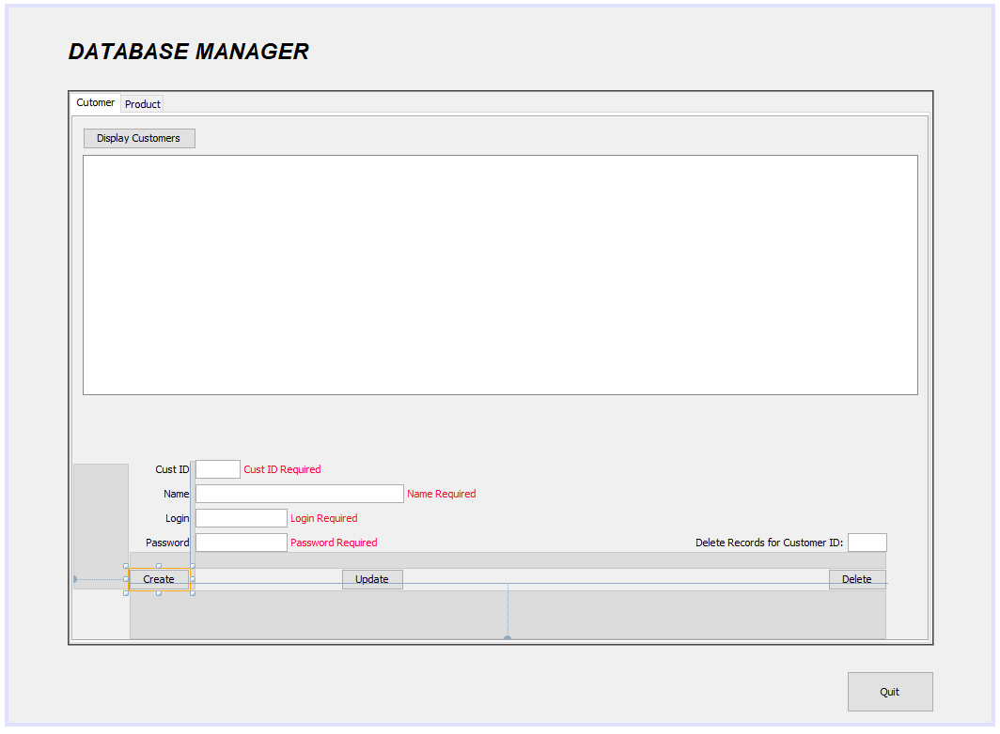 DATABASE MANAGER
Cutomer Product
Display Customers
Cust ID Cust ID Required
Name Name Required
Login Login Required
Password Password Required Delete Records for Customer ID:
Create Update Delete
Quit